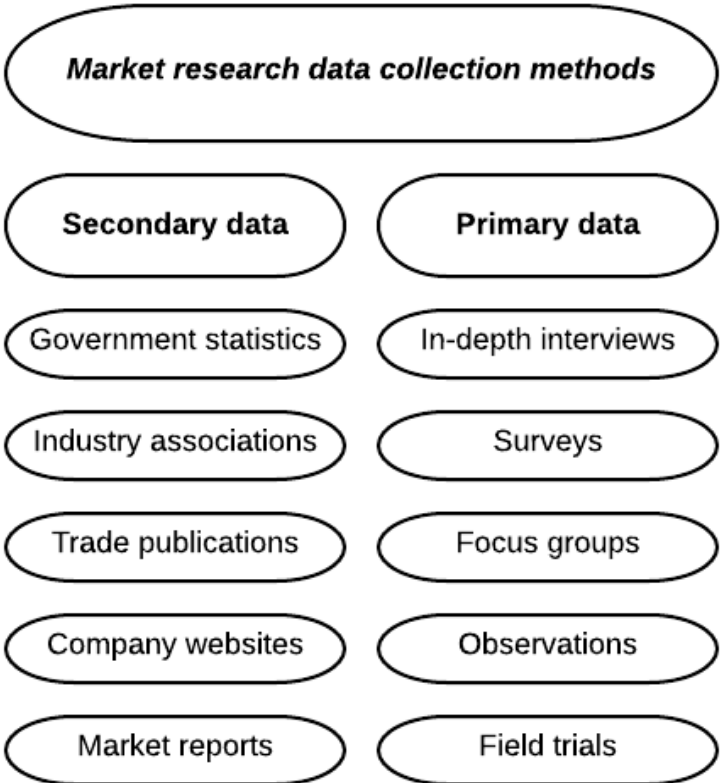 Market research data collection methods
Secondary data
Primary data
Government statistics
In-depth interviews
Industry associations
Surveys
Trade publications
Focus groups
Company websites
Observations
Market reports
Field trials